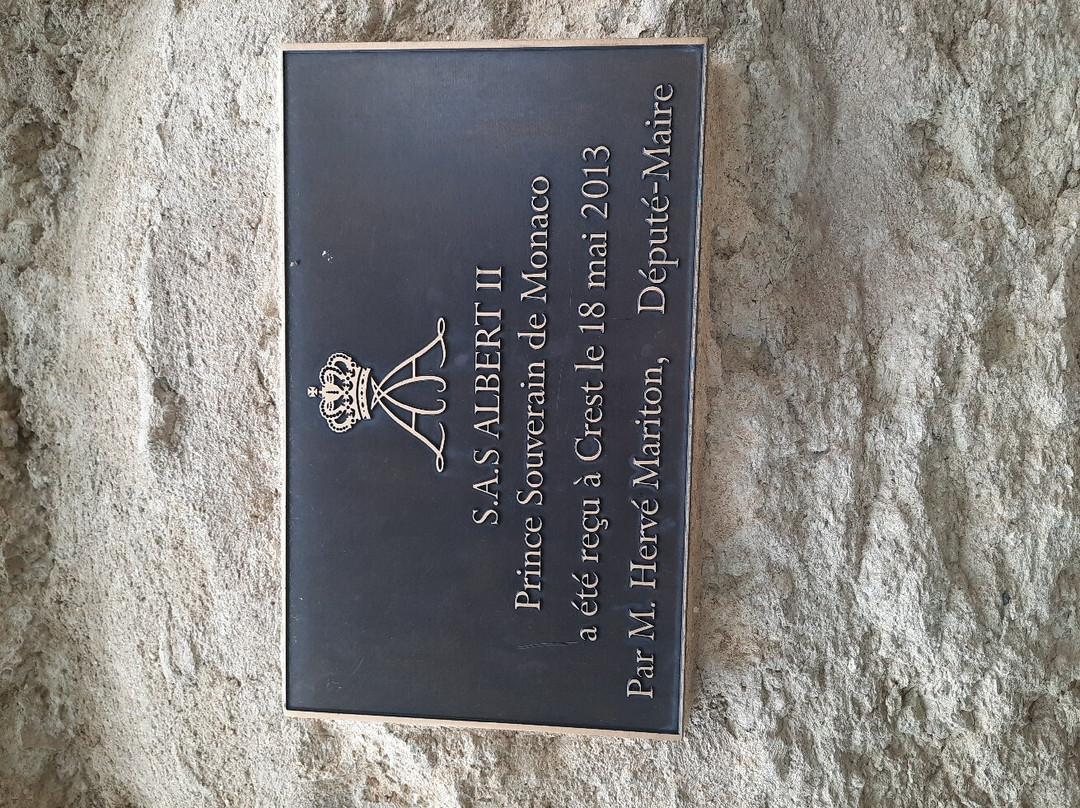 S.A.S ALBERT II
Prince Souverain de Monaco
a été reçu à Crest le 18 mai 2013
Par M. Hervé Mariton, Député-Maire